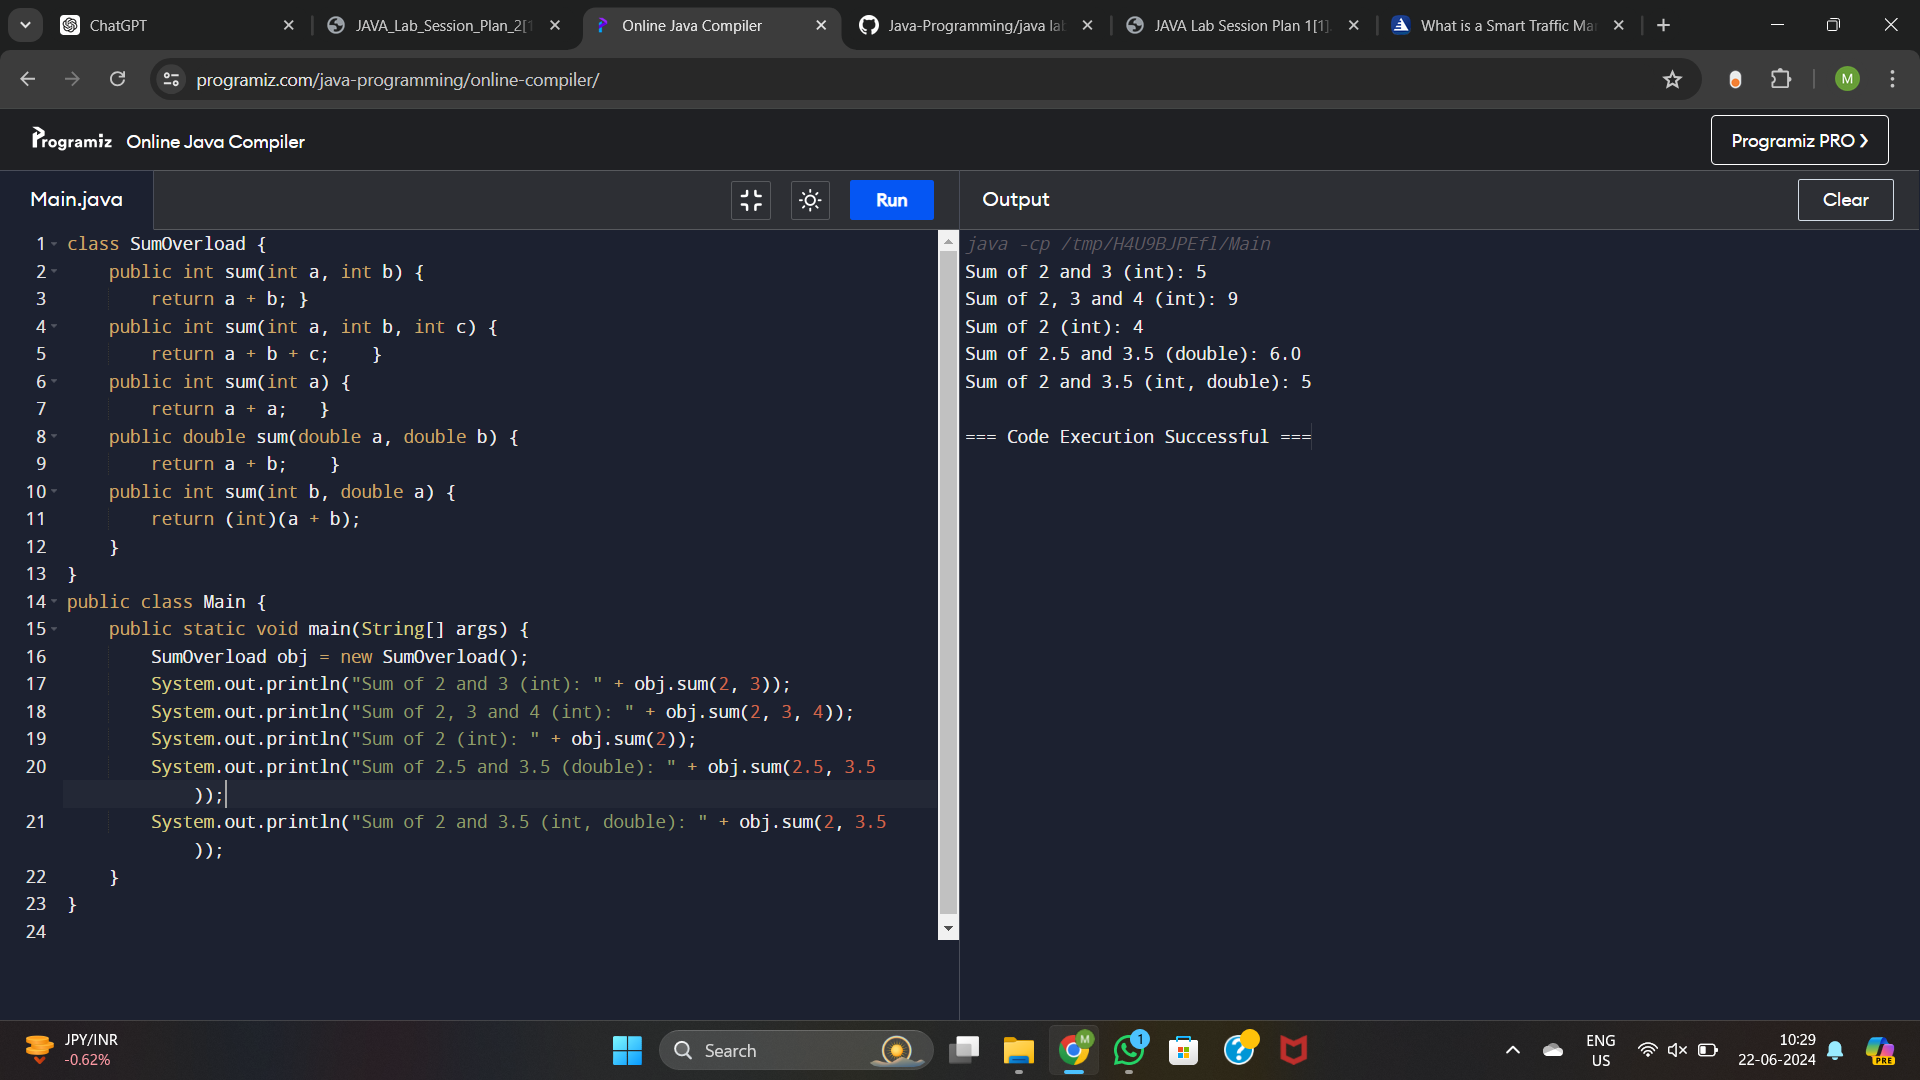 ChatGPT
JAVA_Lab_Session_Plan_2[1
Online Java Compiler
Java-Programming/java la
JAVA Lab Session Plan 1[1].
What is a Smart Traffic Ma
programiz.com/java-programming/online-compiler/
M
Programiz Online Java Compiler
Programiz PRO
Main.java
Run
Output
Clear
1 class SumOverload {
2 public int sum(int a, int b) {
3 return a + b; }
4 public int sum(int a, int b, int c) {
5 return a + b + c;    }
6 public int sum(int a) {
7 return a + a;   }
8 public double sum(double a, double b) {
9 return a + b;    }
10 public int sum(int b, double a) {
11 return (int)(a + b);
12 }
13 }
14 public class Main {
15 public static void main(String[] args) {
16 SumOverload obj = new SumOverload();
17 System.out.println("Sum of 2 and 3 (int): " + obj.sum(2, 3));
18 System.out.println("Sum of 2, 3 and 4 (int): " + obj.sum(2, 3, 4));
19 System.out.println("Sum of 2 (int): " + obj.sum(2));
20 System.out.println("Sum of 2.5 and 3.5 (double): " + obj.sum(2.5, 3.5
));
21 System.out.println("Sum of 2 and 3.5 (int, double): " + obj.sum(2, 3.5
));
22 }
23 }
24
java -cp /tmp/H4U9BJPEfl/Main
Sum of 2 and 3 (int): 5
Sum of 2, 3 and 4 (int): 9
Sum of 2 (int): 4
Sum of 2.5 and 3.5 (double): 6.0
Sum of 2 and 3.5 (int, double): 5
=== Code Execution Successful ===
JPY/INR
-0.62%
Search
M
1
ENG
US
10:29
22-06-2024
PRE